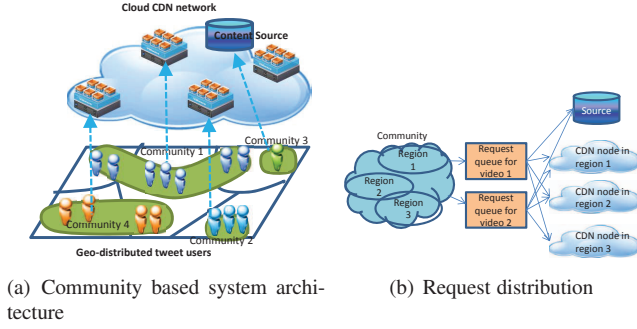 Cloud CDN network
Content Source
Community 1
Community 3
Community 4
Community 2
Geo-distributed tweet users
(a) Community based system archi-
tecture
Community
Region
1
Region
2
Region
3
Request
queue for
video 1
Request
queue for
video 2
Source
CDN node in
region 1
CDN node in
region 2
CDN node in
region 3
(b) Request distribution